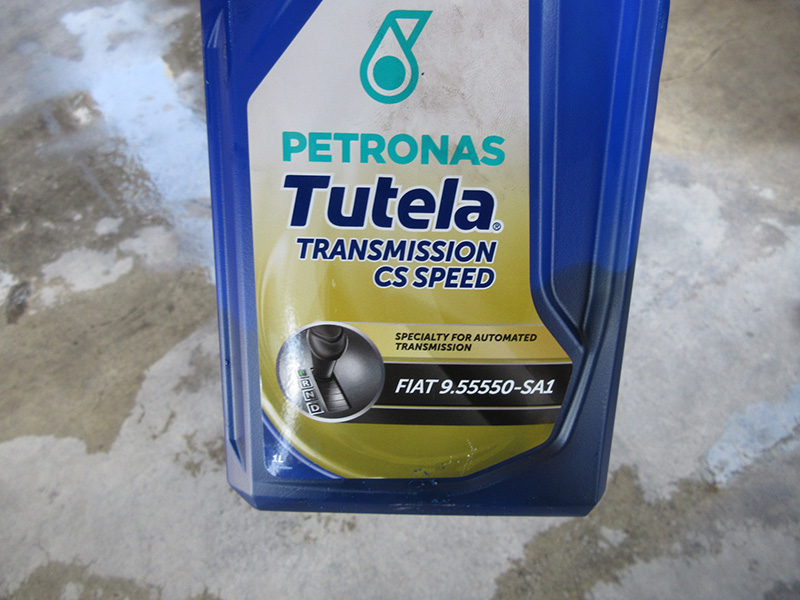 PETRONAS
Tutela®
TRANSMISSION
CS SPEED
SPECIALTY FOR AUTOMATED
TRANSMISSION
FIAT 9.55550-SA1
R
N
D
1L